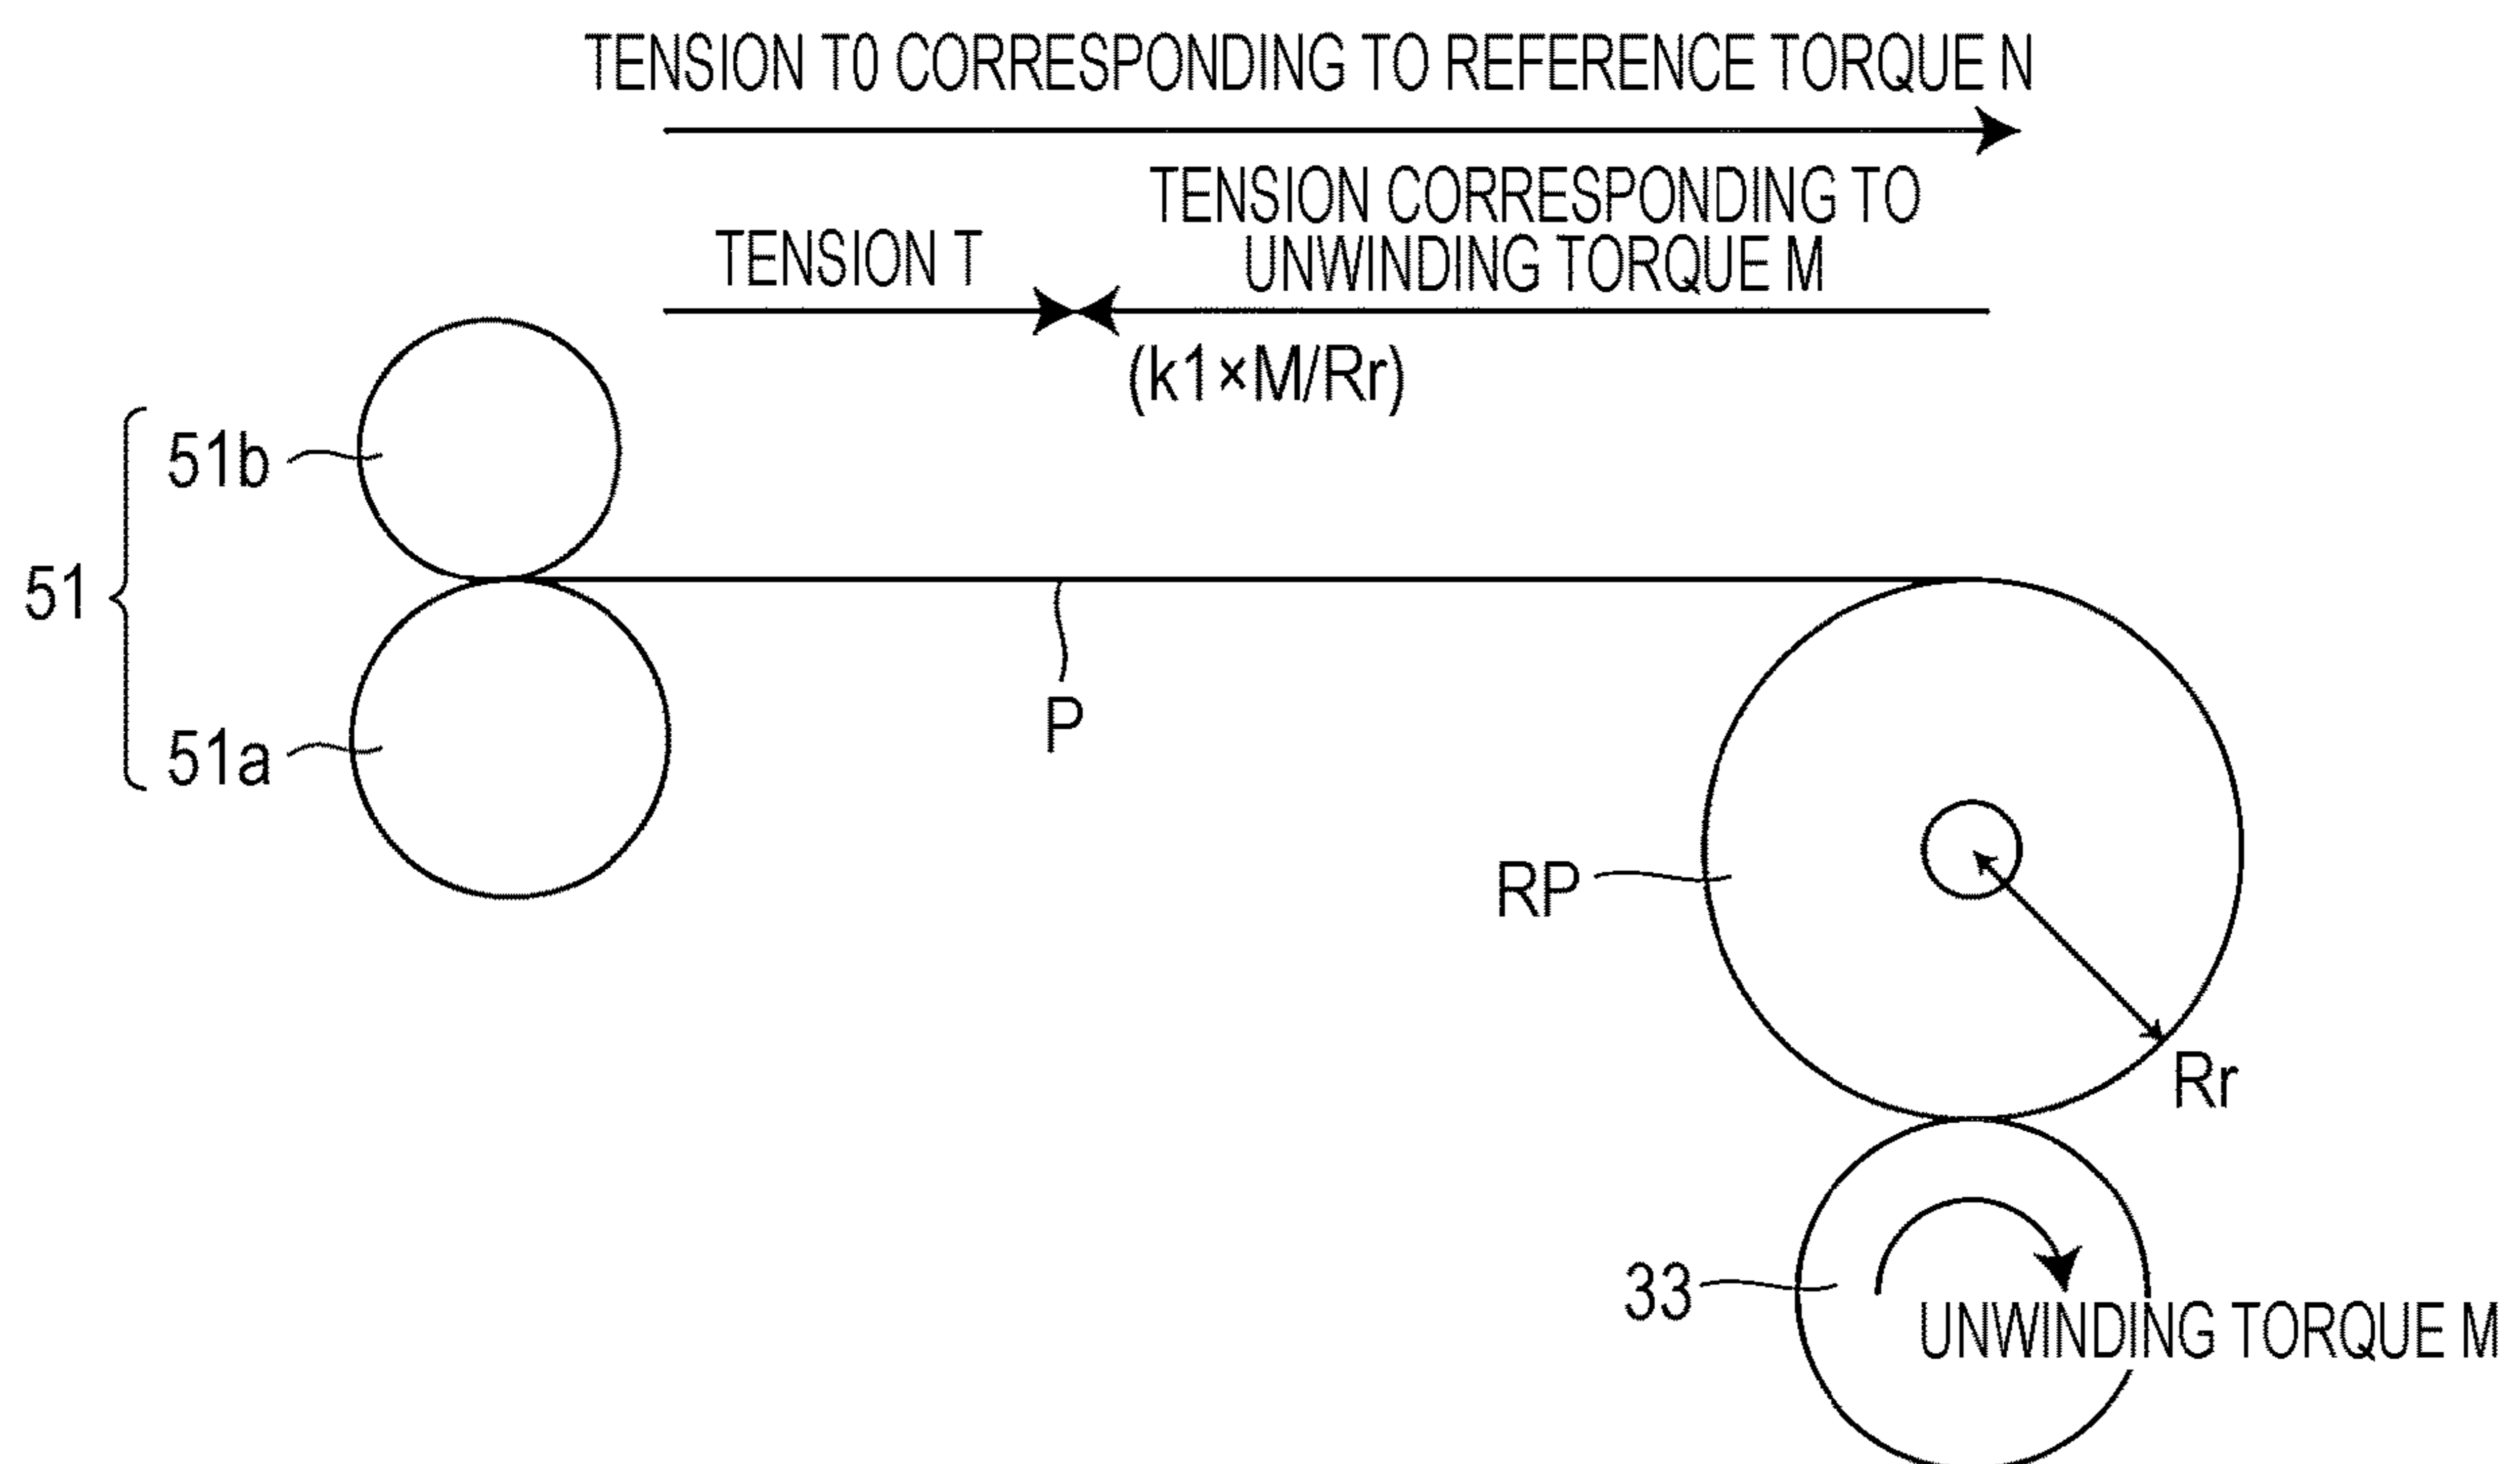 TENSION T0 CORRESPONDING TO REFERENCE TORQUE N
TENSION CORRESPONDING TO
UNWINDING TORQUE M
TENSION T
(k1×M/Rr)
51b
51
51a
P
RP
Rr
33
UNWINDING TORQUE M